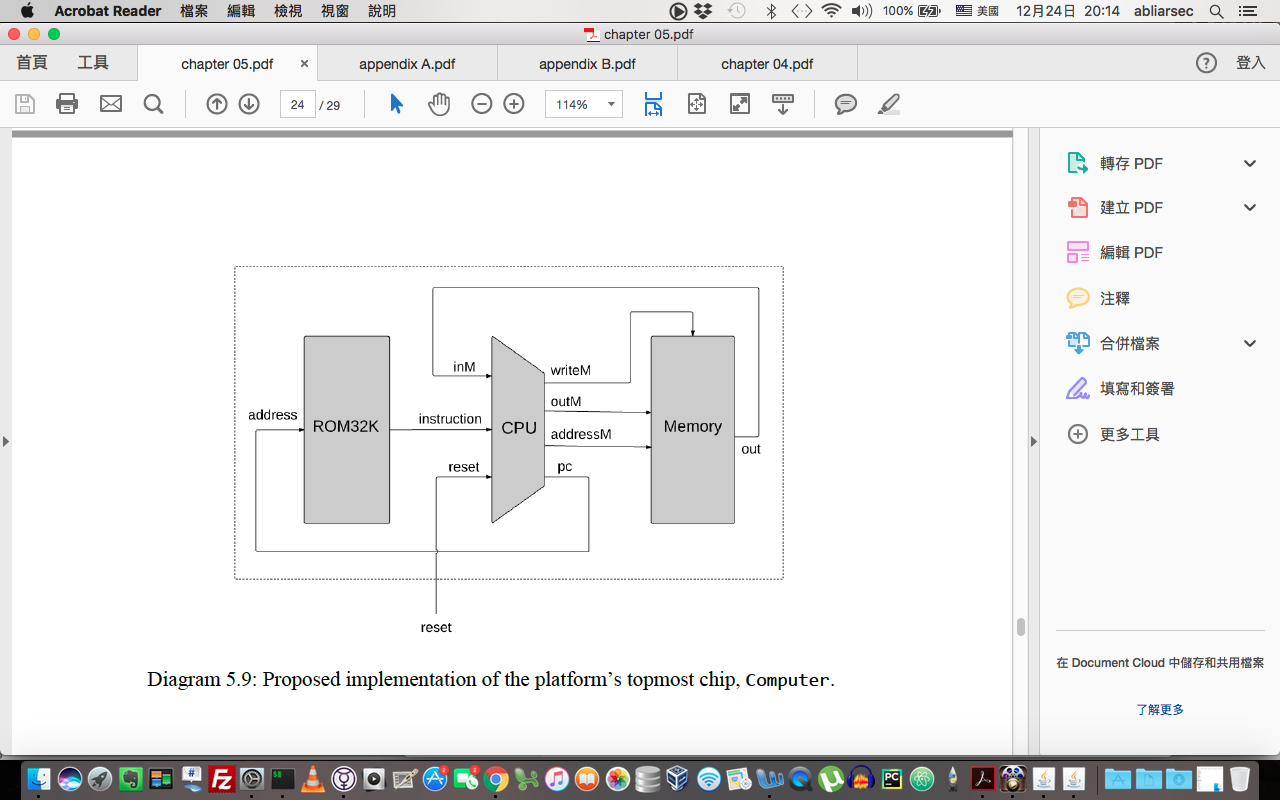 Acrobat Reader 檔案 編輯 檢視 視窗 說明 100% 美國 12月24日 20:14 abliarsec
chapter 05.pdf
首頁 工具 chapter 05.pdf × appendix A.pdf appendix B.pdf chapter 04.pdf ? 登入
24 / 29 114%
轉存 PDF
建立 PDF
編輯 PDF
注釋
合併檔案
填寫和簽署
更多工具
在 Document Cloud 中儲存和共用檔案
了解更多
inM writeM
outM
address instruction
ROM32K CPU addressM Memory
out
reset pc
reset
Diagram 5.9: Proposed implementation of the platform’s topmost chip, Computer.